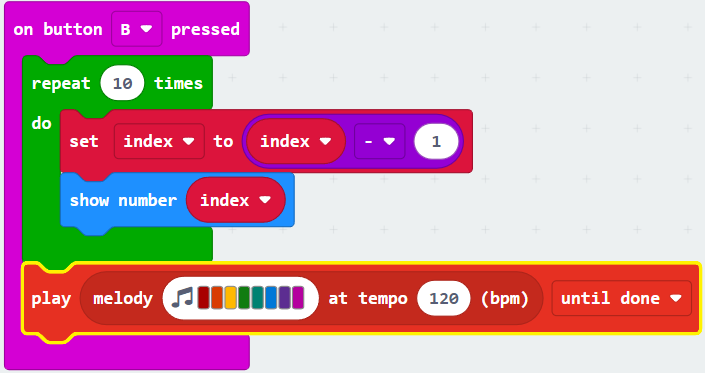 on button B pressed
repeat 10 times
do
set index to index - 1
show number index
play melody at tempo 120 (bpm) until done